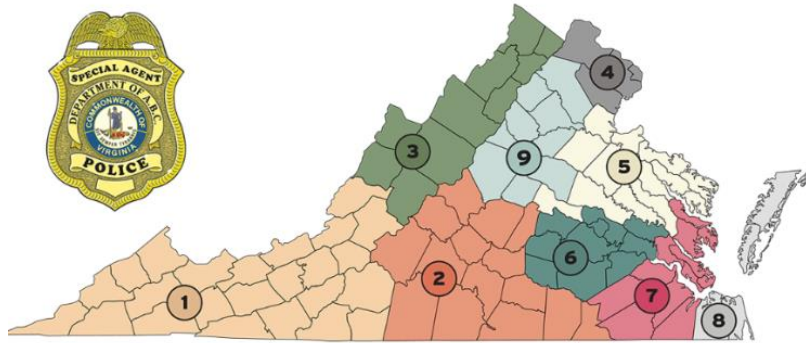 SPECIAL AGENT
DEPARTMENT OF A.B.C.
COMMONWEALTH OF
VIRGINIA
POLICE
4
3
9
5
6
2
1
7
8